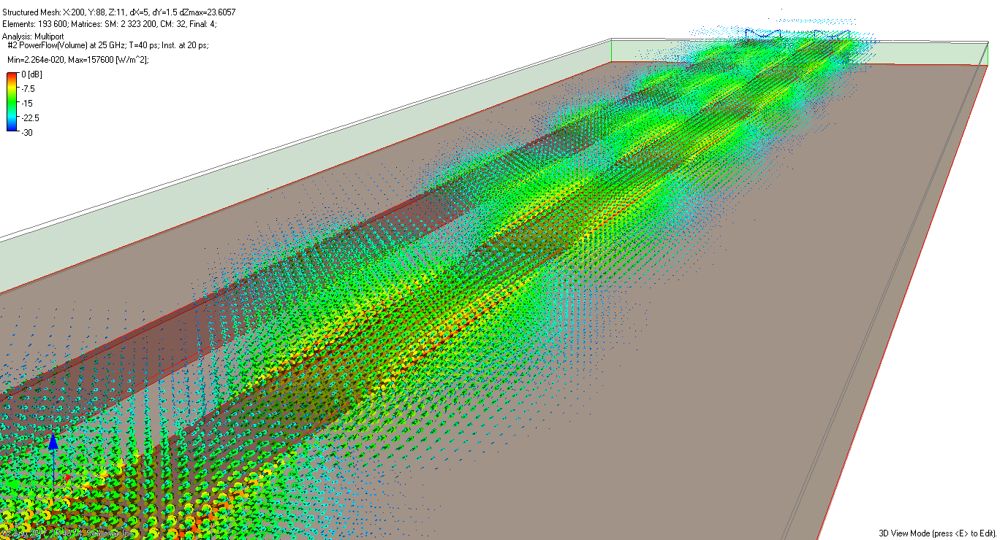 Structured Mesh: X:200, Y:88, Z:11, dX=5, dY=1.5 dZmax=23.6057
Elements: 193 600; Matrices: SM: 2 323 200, CM: 32, Final: 4;
Analysis: Multiport
#2 PowerFlow(Volume) at 25 GHz; T=40 ps; Inst. at 20 ps;
Min=2.264e-020, Max=157600 [W/m^2];
0 [dB]
-7.5
-15
-22.5
-30
3D View Mode (press <E> to Edit).